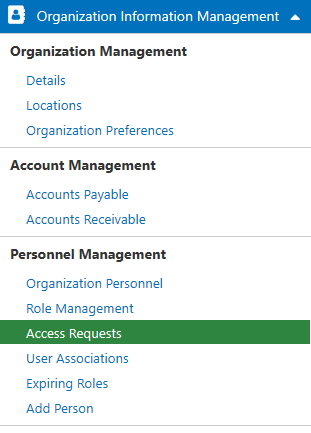 Organization Information Management
Organization Management
Details
Locations
Organization Preferences
Account Management
Accounts Payable
Accounts Receivable
Personnel Management
Organization Personnel
Role Management
Access Requests
User Associations
Expiring Roles
Add Person